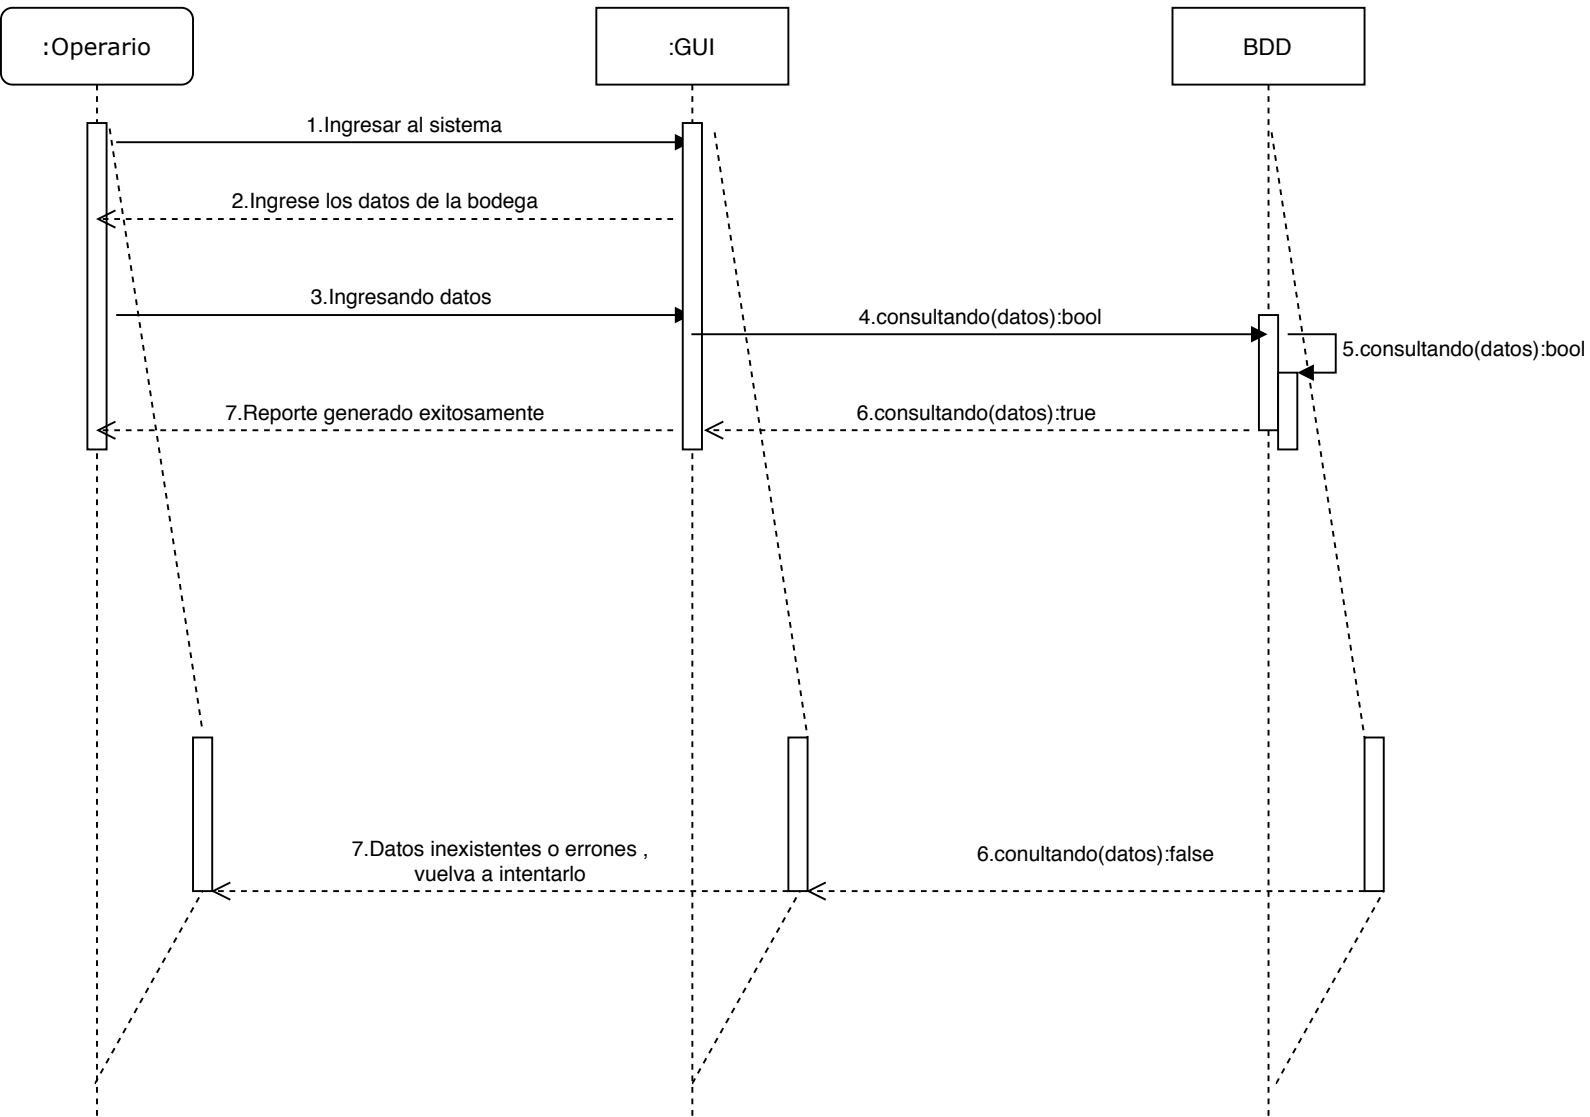 :Operario
:GUI
BDD
1.Ingresar al sistema
2.Ingrese los datos de la bodega
3.Ingresando datos
4.consultando(datos):bool
5.consultando(datos):bool
7.Reporte generado exitosamente
6.consultando(datos):true
7.Datos inexistentes o errones ,
vuelva a intentarlo
6.conultando(datos):false